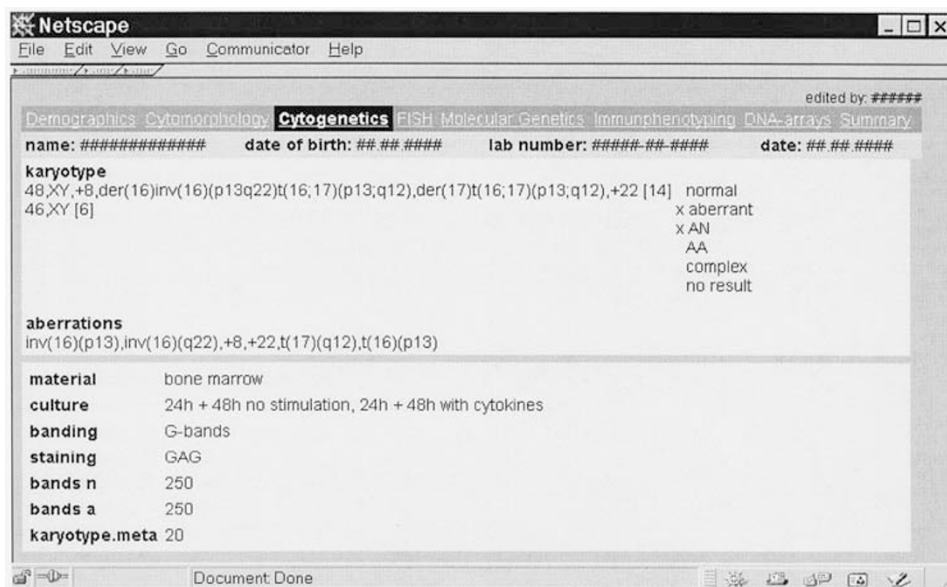 Netscape
File Edit View Go Communicator Help
edited by: ######
Demographics Cytomorphology Cytogenetics FISH Molecular Genetics Immunphenotyping DNA-arrays Summary
name: ############# date of birth: ##.##.#### lab number: #####-##-#### date: ##.##.####
karyotype
48,XY,+8,der(16)inv(16)(p13q22)t(16;17)(p13;q12),der(17)t(16;17)(p13;q12),+22 [14] normal
46,XY [6] x aberrant
x AN
AA
complex
no result
aberrations
inv(16)(p13),inv(16)(q22),+8,+22,t(17)(q12),t(16)(p13)
material bone marrow
culture 24h + 48h no stimulation, 24h + 48h with cytokines
banding G-bands
staining GAG
bands n 250
bands a 250
karyotype.meta 20
Document: Done